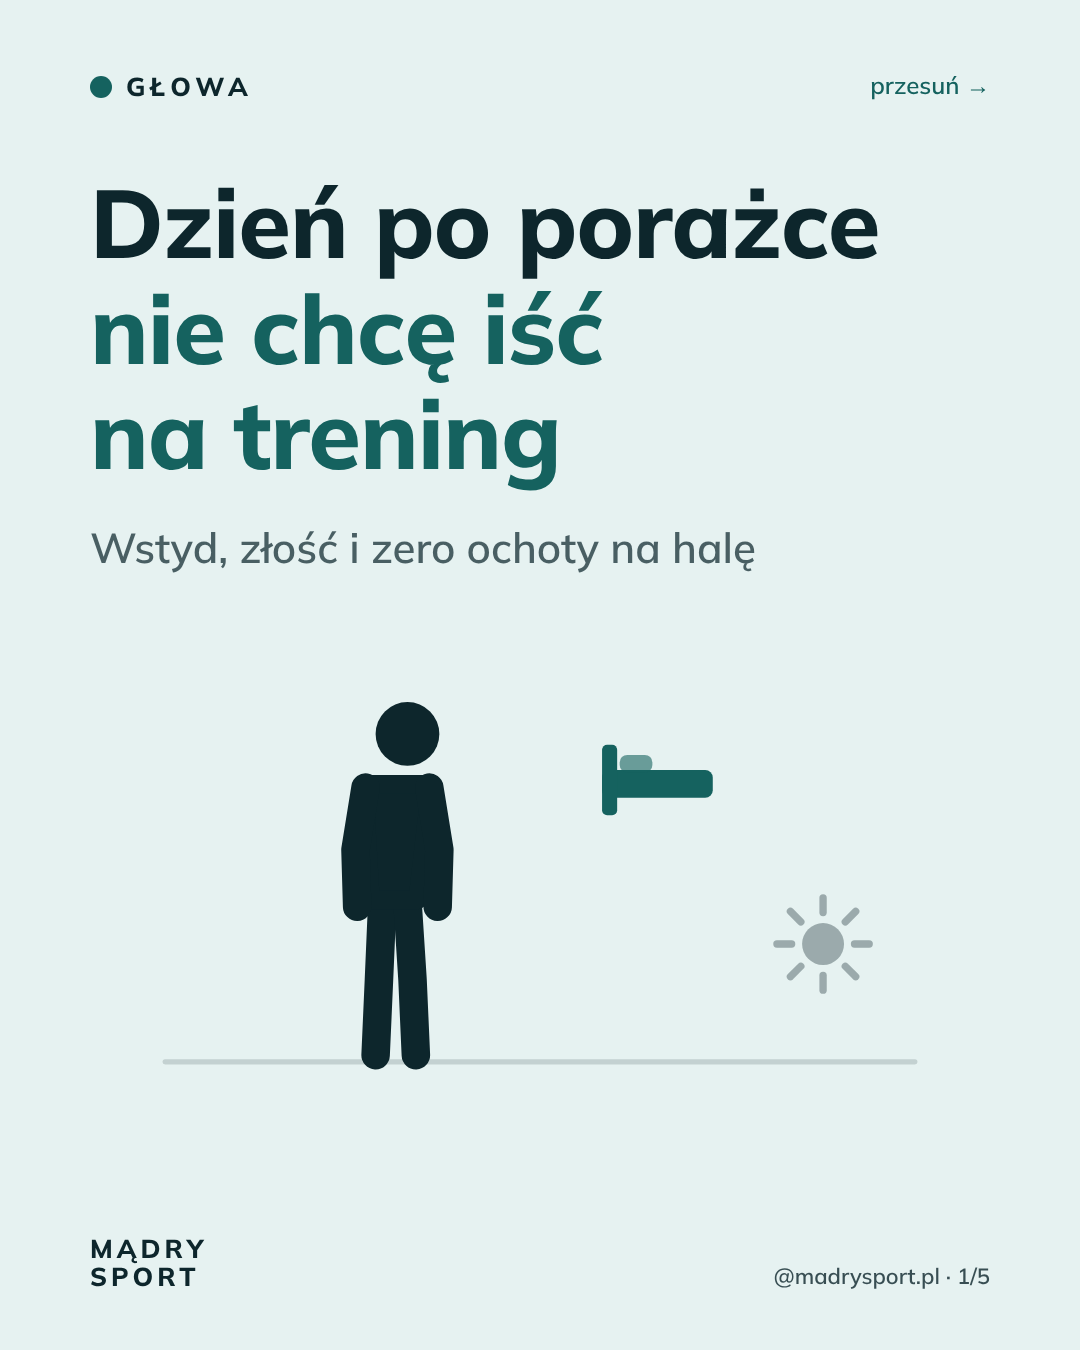 GŁOWA
przesuń →
Dzień po porażce
nie chcę iść
na trening
Wstyd, złość i zero ochoty na halę
MĄDRY
SPORT
@madrysport.pl · 1/5